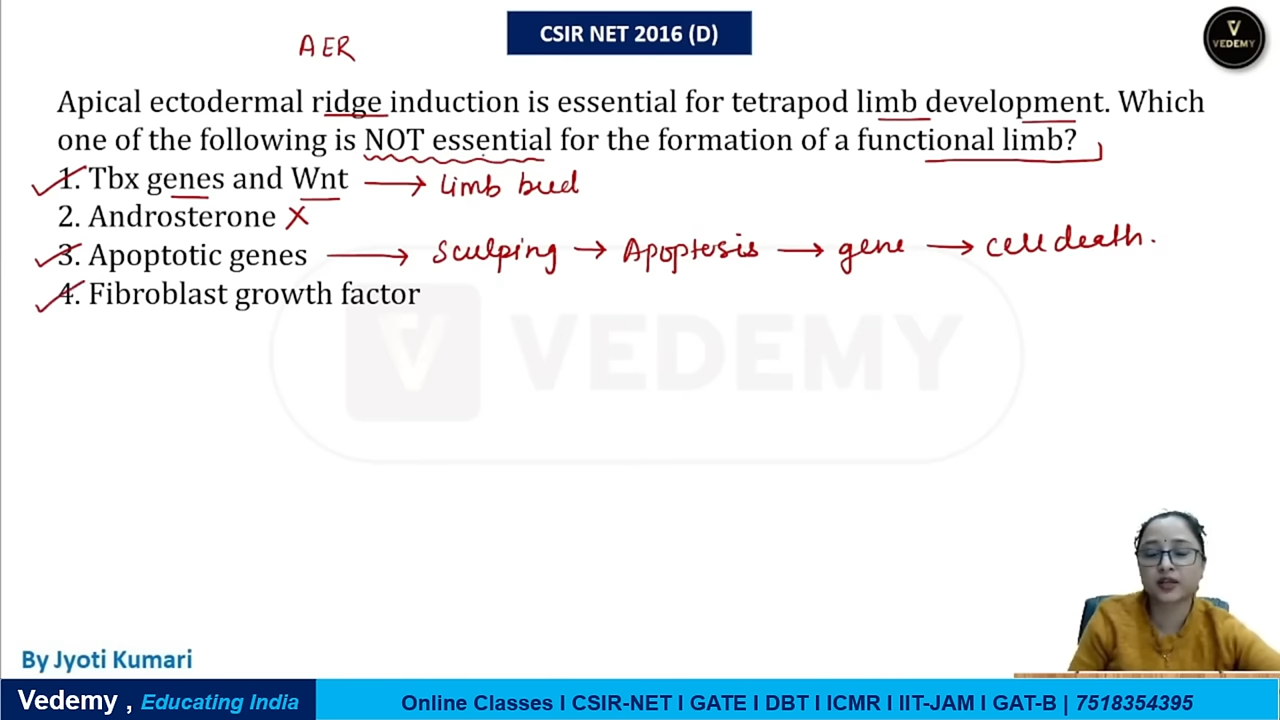 CSIR NET 2016 (D)
VEDEMY
AER
Apical ectodermal ridge induction is essential for tetrapod limb development. Which
one of the following is NOT essential for the formation of a functional limb?
1. Tbx genes and Wnt → Limb bud
2. Androsterone X
3. Apoptotic genes → Sculping → Apoptosis → gene → cell death.
4. Fibroblast growth factor
VEDEMY
By Jyoti Kumari
Vedemy , Educating India
Online Classes I CSIR-NET I GATE I DBT I ICMR I IIT-JAM I GAT-B | 7518354395